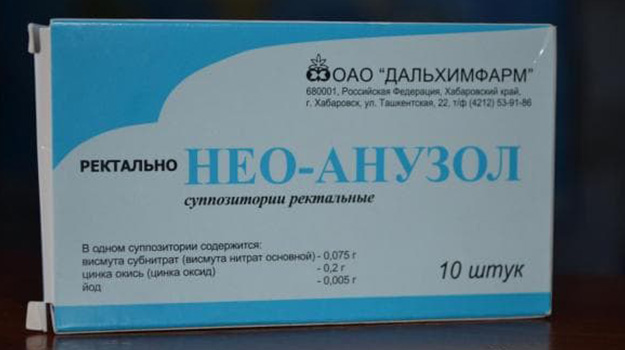 ОАО "ДАЛЬХИМФАРМ"
680001, Российская Федерация, Хабаровский край,
г. Хабаровск, ул. Ташкентская, 22, т/ф (4212) 53-91-86
РЕКТАЛЬНО НЕО-АНУЗОЛ
суппозитории ректальные
В одном суппозитории содержится:
висмута субнитрат (висмута нитрат основной) - 0,075 г
цинка окись (цинка оксид) - 0,2 г
йод - 0,005 г
10 штук